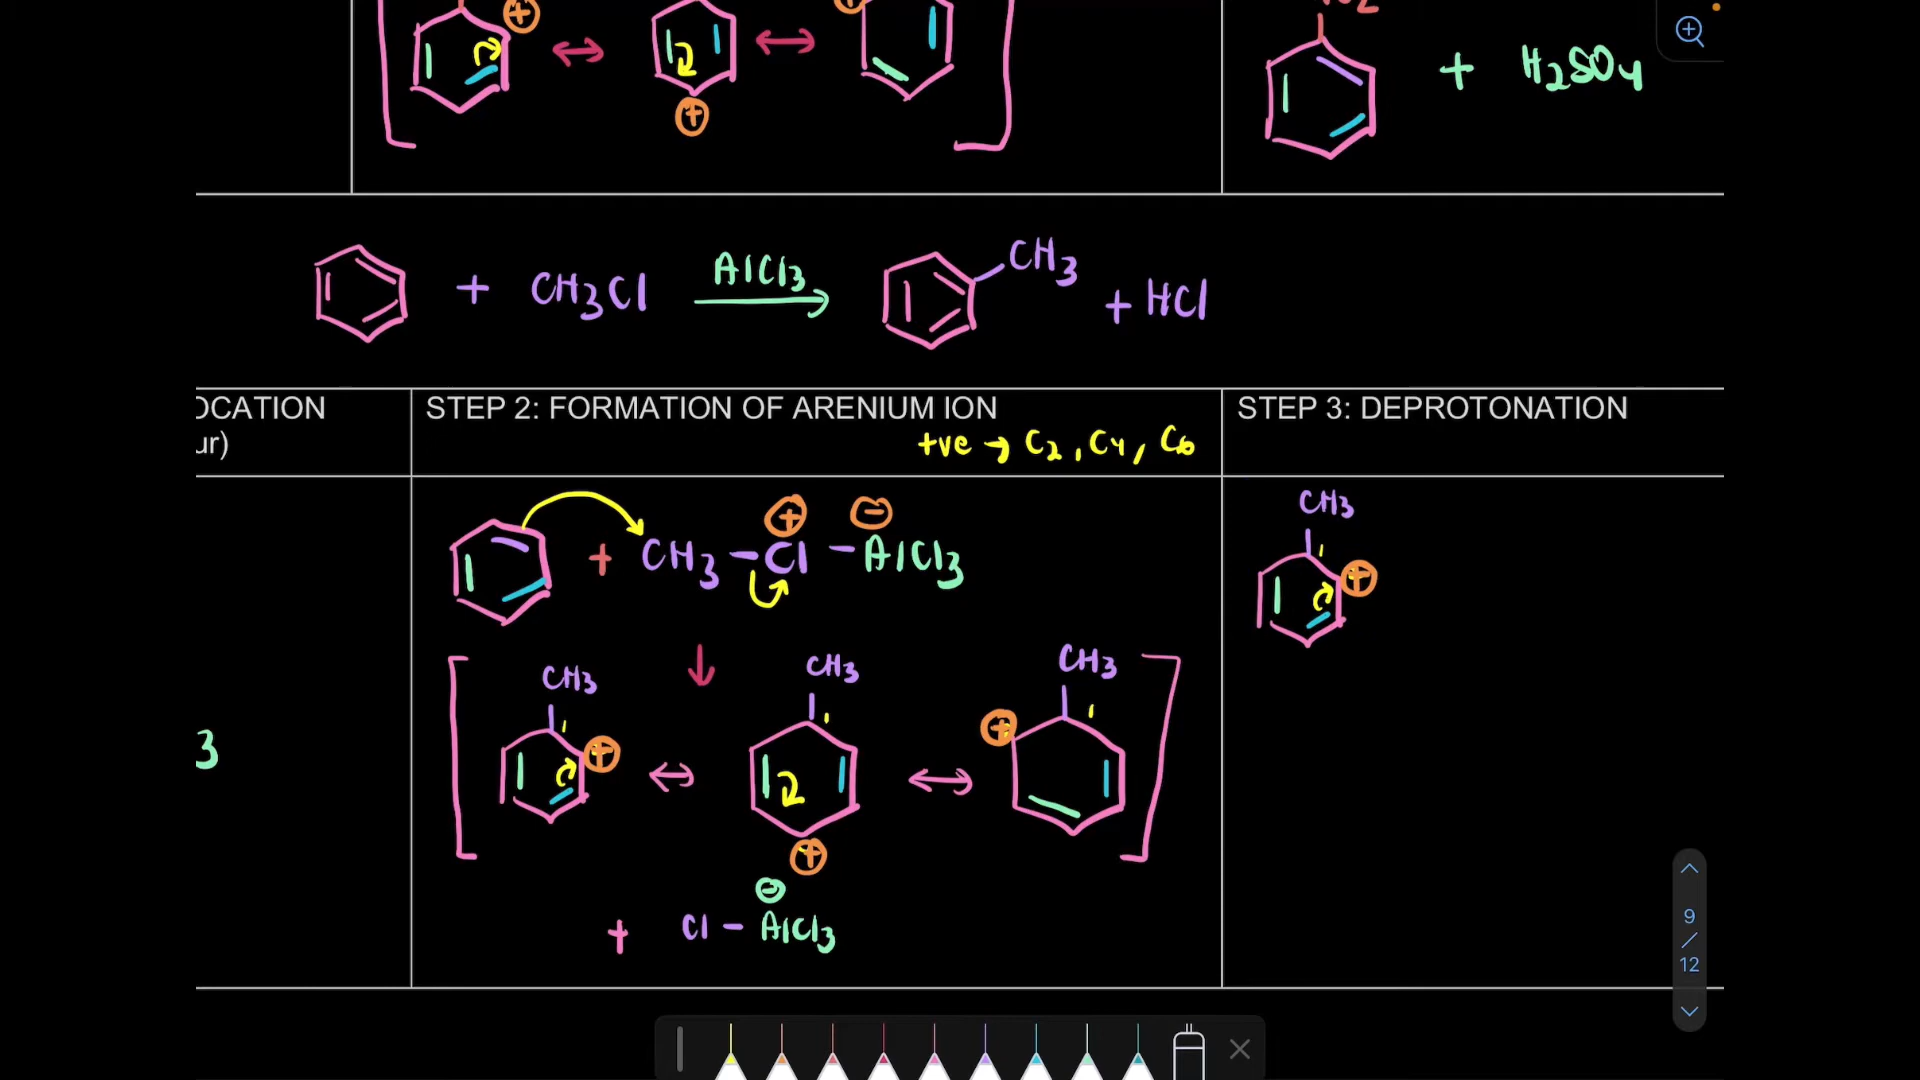 + H2SO4
+ CH3Cl AlCl3 CH3 + HCl
OCATION
STEP 2: FORMATION OF ARENIUM ION
STEP 3: DEPROTONATION
+ve → C2, C4, C6
+ CH3 - Cl - AlCl3
+
-
CH3
+
CH3
CH3
CH3
+
+
+
3
-
+ Cl - AlCl3
9
/
12